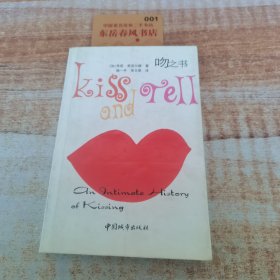 001
东岳春风书店
吻之书
kiss
and
Tell
An Intimate History
of Kissing
中国城市出版社